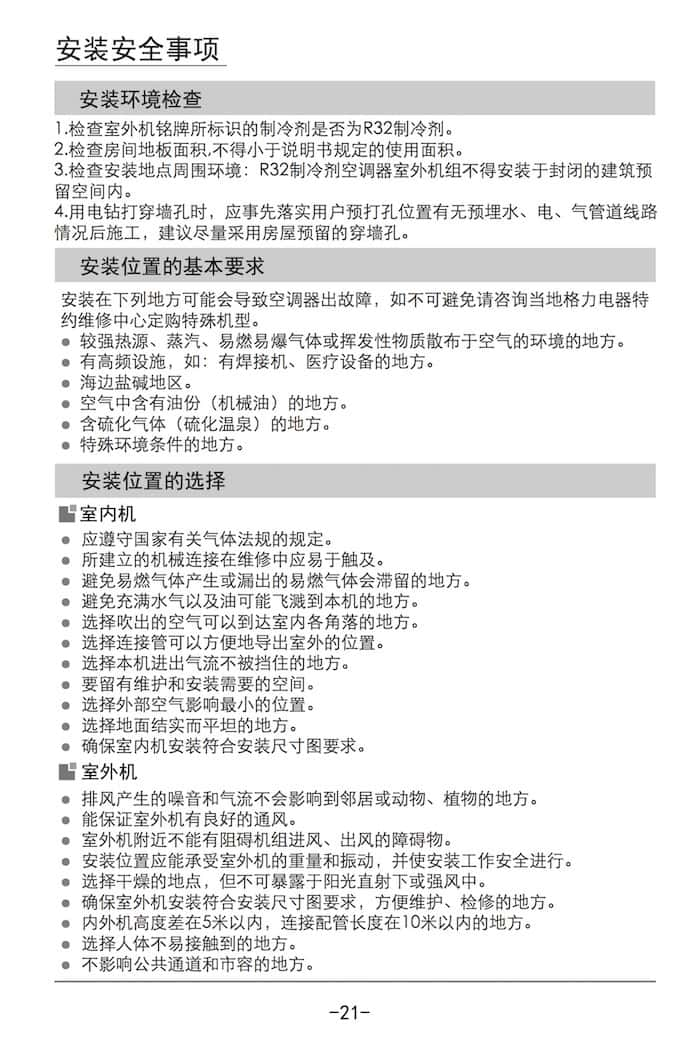 安装安全事项
安装环境检查
1.检查室外机铭牌所标识的制冷剂是否为R32制冷剂。
2.检查房间地板面积,不得小于说明书规定的使用面积。
3.检查安装地点周围环境：R32制冷剂空调器室外机组不得安装于封闭的建筑预
留空间内。
4.用电钻打穿墙孔时，应事先落实用户预打孔位置有无预埋水、电、气管道线路
情况后施工，建议尽量采用房屋预留的穿墙孔。
安装位置的基本要求
安装在下列地方可能会导致空调器出故障，如不可避免请咨询当地格力电器特
约维修中心定购特殊机型。
● 较强热源、蒸汽、易燃易爆气体或挥发性物质散布于空气的环境的地方。
● 有高频设施，如：有焊接机、医疗设备的地方。
● 海边盐碱地区。
● 空气中含有油份（机械油）的地方。
● 含硫化气体（硫化温泉）的地方。
● 特殊环境条件的地方。
安装位置的选择
室内机
● 应遵守国家有关气体法规的规定。
● 所建立的机械连接在维修中应易于触及。
● 避免易燃气体产生或漏出的易燃气体会滞留的地方。
● 避免充满水气以及油可能飞溅到本机的地方。
● 选择吹出的空气可以到达室内各角落的地方。
● 选择连接管可以方便地导出室外的位置。
● 选择本机进出气流不被挡住的地方。
● 要留有维护和安装需要的空间。
● 选择外部空气影响最小的位置。
● 选择地面结实而平坦的地方。
● 确保室内机安装符合安装尺寸图要求。
室外机
● 排风产生的噪音和气流不会影响到邻居或动物、植物的地方。
● 能保证室外机有良好的通风。
● 室外机附近不能有阻碍机组进风、出风的障碍物。
● 安装位置应能承受室外机的重量和振动，并使安装工作安全进行。
● 选择干燥的地点，但不可暴露于阳光直射下或强风中。
● 确保室外机安装符合安装尺寸图要求，方便维护、检修的地方。
● 内外机高度差在5米以内，连接配管长度在10米以内的地方。
● 选择人体不易接触到的地方。
● 不影响公共通道和市容的地方。
-21-